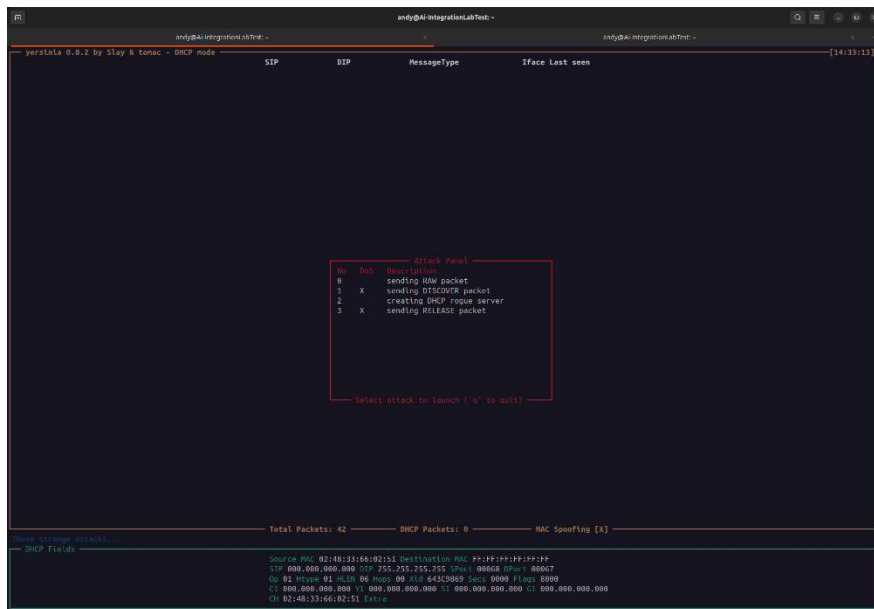 andy@Ai-IntegrationLabTest: ~
andy@Ai-IntegrationLabTest: ~
andy@Ai-IntegrationLabTest: ~
yersinia 0.8.2 by Slay & tomac - DHCP mode [14:33:13]
SIP DIP MessageType Iface Last seen
Attack Panel
No DoS Description
0 sending RAW packet
1 X sending DISCOVER packet
2 creating DHCP rogue server
3 X sending RELEASE packet
Select attack to launch ('q' to quit)
Total Packets: 42 DHCP Packets: 0 MAC Spoofing [X]
Those strange attacks...
DHCP Fields
Source MAC 02:48:33:66:02:51 Destination MAC FF:FF:FF:FF:FF:FF
SIP 000.000.000.000 DIP 255.255.255.255 SPort 00068 DPort 00067
Op 01 Htype 01 HLEN 06 Hops 00 Xid 643C9869 Secs 0000 Flags 8000
CI 000.000.000.000 YI 000.000.000.000 SI 000.000.000.000 GI 000.000.000.000
CH 02:48:33:66:02:51 Extra